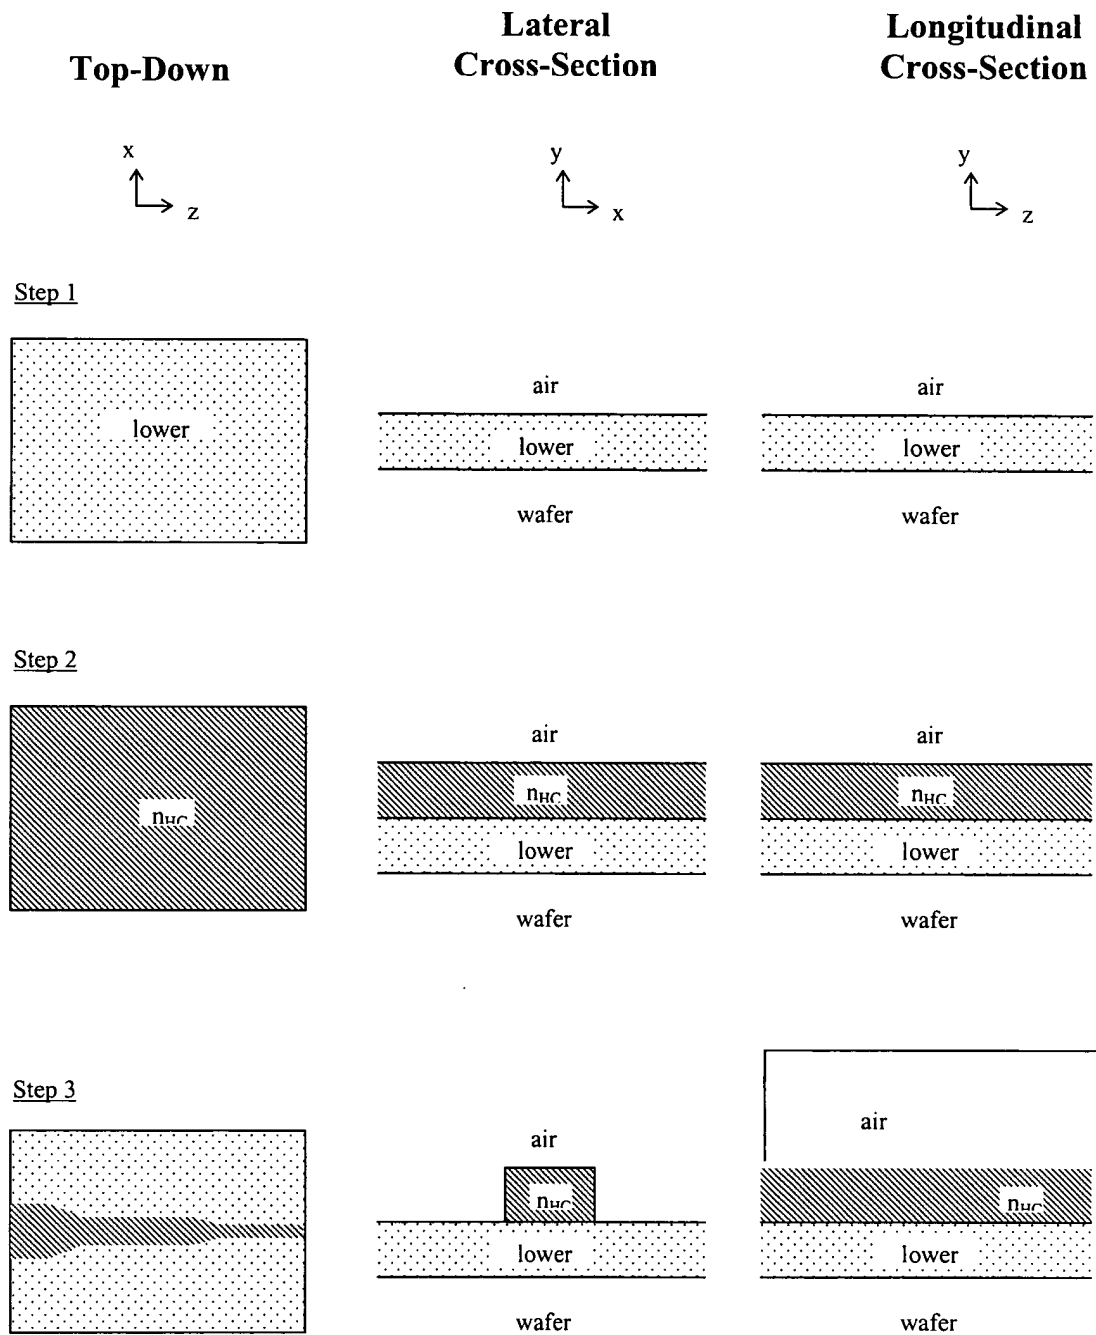 Top-Down
Lateral
Cross-Section
Longitudinal
Cross-Section
x
z
y
x
y
z
Step 1
lower
air
lower
wafer
air
lower
wafer
Step 2
nHC
air
nHC
lower
wafer
air
nHC
lower
wafer
Step 3
air
nHC
lower
wafer
air
nHC
lower
wafer